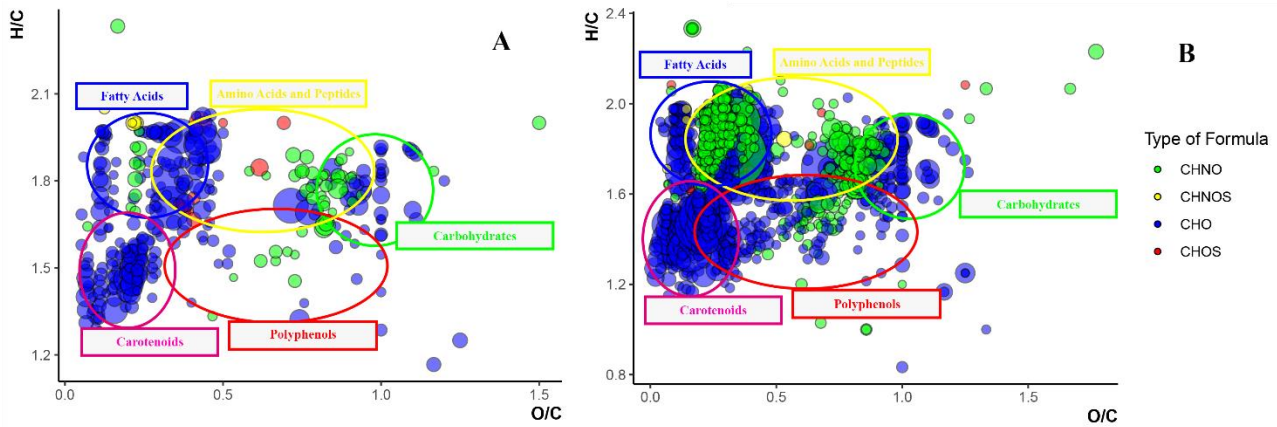 H/C
A
2.1
1.8
1.5
1.2
Fatty Acids
Amino Acids and Peptides
Carbohydrates
Polyphenols
Carotenoids
0.0
0.5
1.0
1.5
O/C
H/C
B
2.4
2.0
1.6
1.2
0.8
Fatty Acids
Amino Acids and Peptides
Carbohydrates
Carotenoids
Polyphenols
0.0
0.5
1.0
1.5
O/C
Type of Formula
CHNO
CHNOS
CHO
CHOS